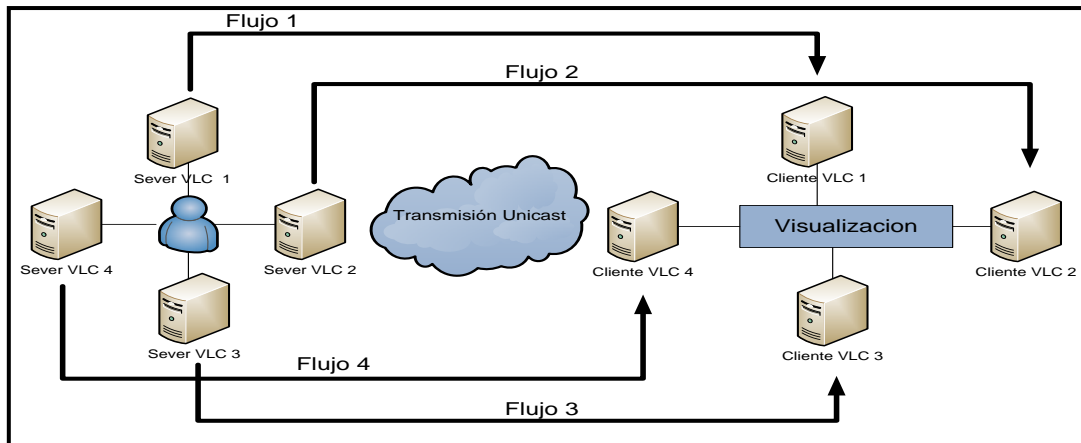 Flujo 1
Flujo 2
Sever VLC  1
Cliente VLC 1
Transmisión Unicast
Visualizacion
Sever VLC 4
Sever VLC 2
Cliente VLC 4
Cliente VLC 2
Sever VLC 3
Cliente VLC 3
Flujo 4
Flujo 3